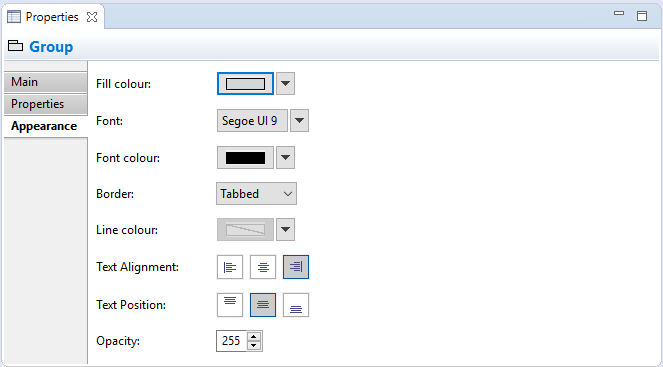 Properties
Group
Main
Properties
Appearance
Fill colour:
Font:
Segoe UI 9
Font colour:
Border:
Tabbed
Line colour:
Text Alignment:
Text Position:
Opacity:
255